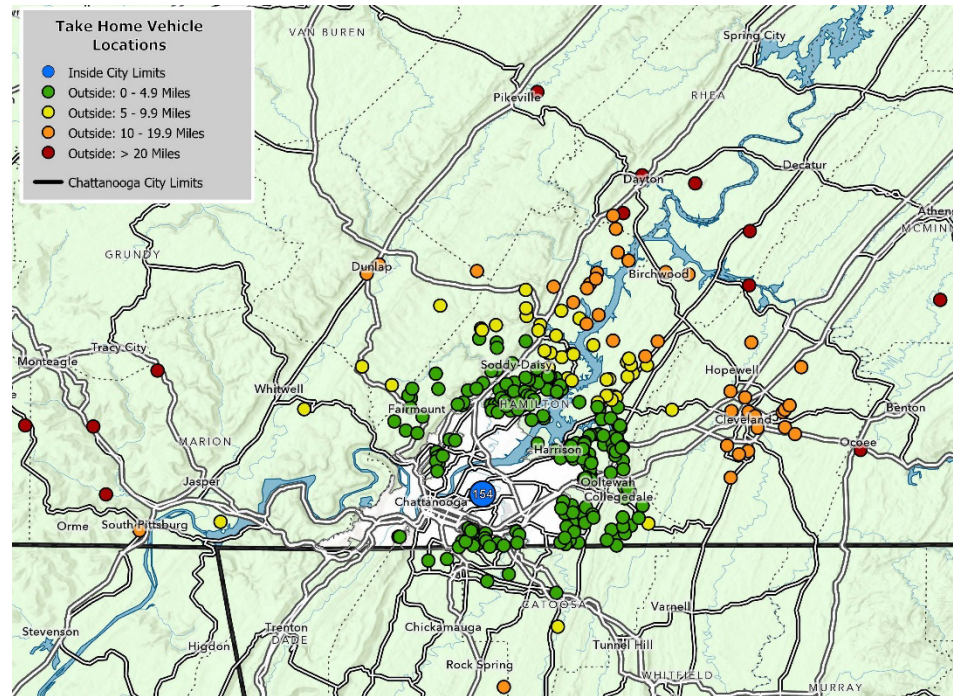 Take Home Vehicle
Locations
Inside City Limits
Outside: 0 - 4.9 Miles
Outside: 5 - 9.9 Miles
Outside: 10 - 19.9 Miles
Outside: > 20 Miles
Chattanooga City Limits
VAN BUREN
Spring City
Pikeville
RHEA
Decatur
Dayton
Athen
MCMINN
GRUNDY
Dunlap
Birchwood
Tracy City
Monteagle
Soddy-Daisy
Hopewell
Whitwell
Fairmount
HAMILTON
Benton
Cleveland
MARION
Harrison
Ocoee
Jasper
Ooltewah
Collegedale
154
Chattanooga
Orme
South Pittsburg
CATOOSA
Varnell
Stevenson
Trenton
Chickamauga
Higdon
DADE
Tunnel Hill
Rock Spring
WHITFIELD
MURRAY